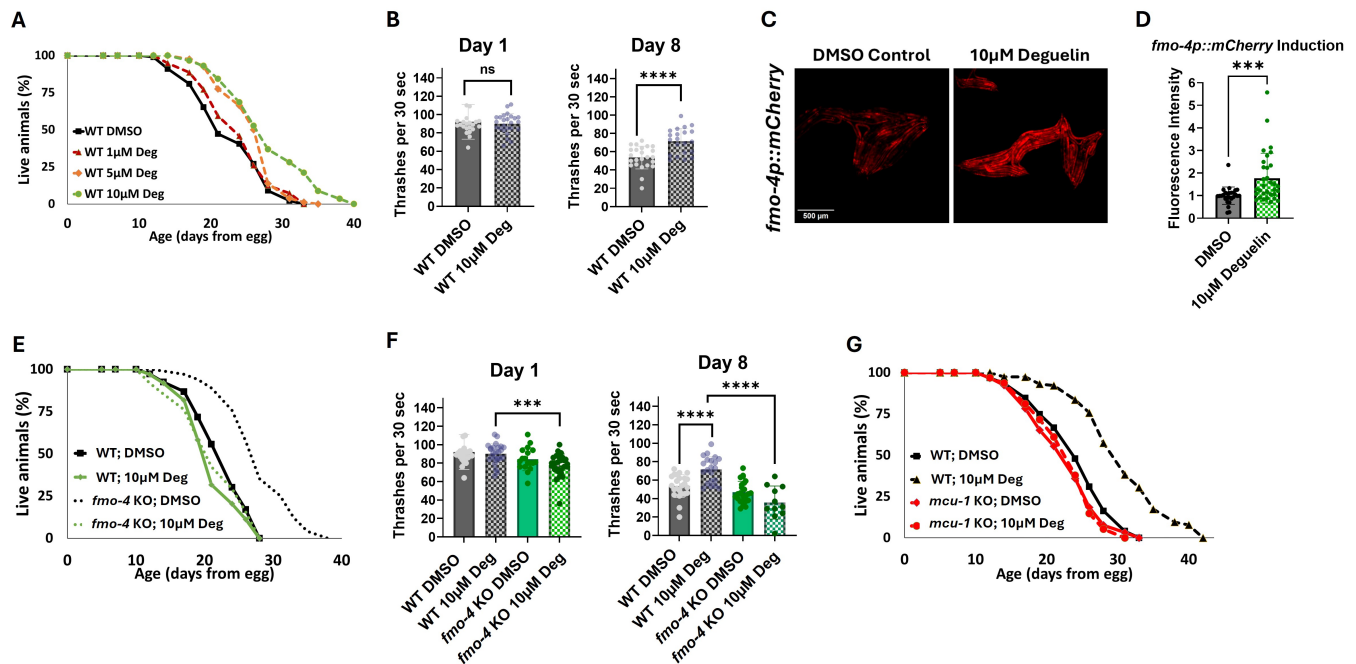 A
Live animals (%)
100
75
50
25
0
WT DMSO
WT 1µM Deg
WT 5µM Deg
WT 10µM Deg
0 10 20 30 40
Age (days from egg)
B
Day 1
Thrashes per 30 sec
140
120
100
80
60
40
20
0
ns
WT DMSO
WT 10µM Deg
Day 8
Thrashes per 30 sec
140
120
100
80
60
40
20
0
****
WT DMSO
WT 10µM Deg
C
DMSO Control
10µM Deguelin
fmo-4p::mCherry
500 µm
D
fmo-4p::mCherry Induction
Fluorescence Intensity
6
5
4
3
2
1
0
***
DMSO
10µM Deguelin
E
Live animals (%)
100
75
50
25
0
WT; DMSO
WT; 10µM Deg
fmo-4 KO; DMSO
fmo-4 KO; 10µM Deg
0 10 20 30 40
Age (days from egg)
F
Day 1
Thrashes per 30 sec
140
120
100
80
60
40
20
0
***
WT DMSO
WT 10µM Deg
fmo-4 KO DMSO
fmo-4 KO 10µM Deg
Day 8
Thrashes per 30 sec
140
120
100
80
60
40
20
0
****
****
WT DMSO
WT 10µM Deg
fmo-4 KO DMSO
fmo-4 KO 10µM Deg
G
Live animals (%)
100
75
50
25
0
WT; DMSO
WT; 10µM Deg
mcu-1 KO; DMSO
mcu-1 KO; 10µM Deg
0 10 20 30 40
Age (days from egg)